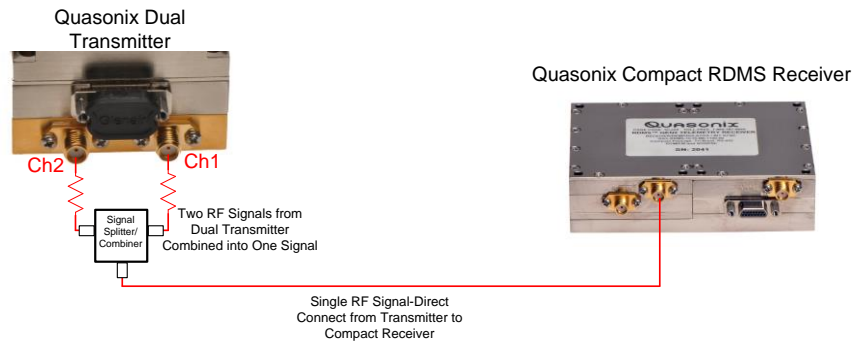 Quasonix Dual
Transmitter
Quasonix Compact RDMS Receiver
QUASONIX
SN: 2041
Ch2
Ch1
Signal
Splitter/
Combiner
Two RF Signals from
Dual Transmitter
Combined into One Signal
Single RF Signal-Direct
Connect from Transmitter to
Compact Receiver